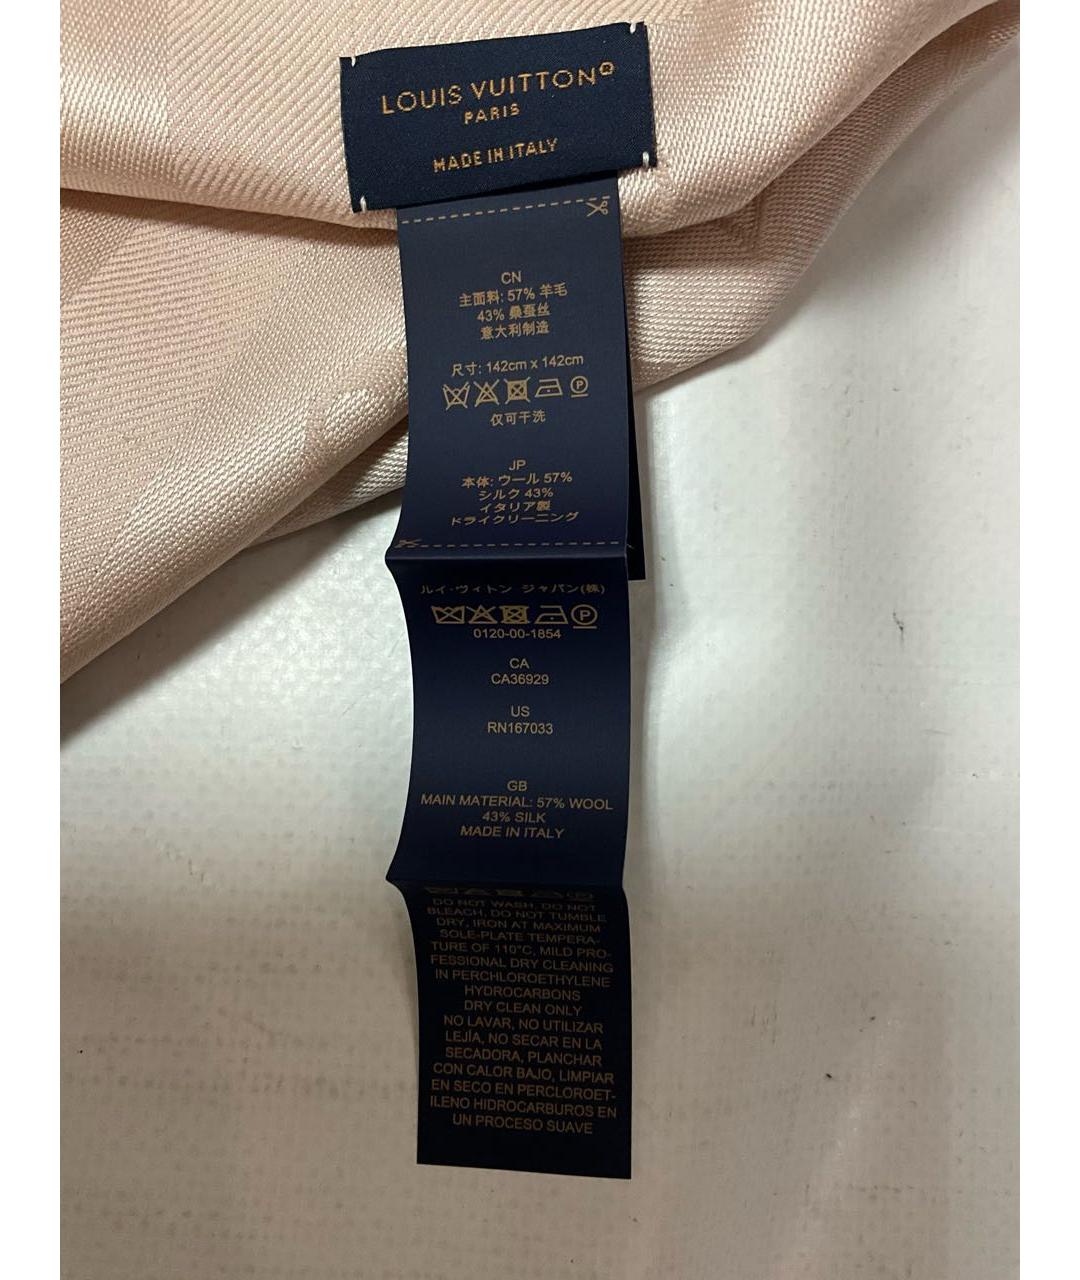 LOUIS VUITTON®
PARIS
MADE IN ITALY
CN
主面料: 57% 羊毛
43% 桑蚕丝
意大利制造
尺寸: 142cm x 142cm
P
仅可干洗
JP
本体: ウール 57%
シルク 43%
イタリア製
ドライクリーニング
ルイ·ヴィトン ジャパン(株)
P
0120-00-1854
CA
CA36929
US
RN167033
GB
MAIN MATERIAL: 57% WOOL
43% SILK
MADE IN ITALY
DO NOT WASH, DO NOT
BLEACH, DO NOT TUMBLE
DRY, IRON AT MAXIMUM
SOLE-PLATE TEMPERA-
TURE OF 110°C, MILD PRO-
FESSIONAL DRY CLEANING
IN PERCHLOROETHYLENE
HYDROCARBONS
DRY CLEAN ONLY
NO LAVAR, NO UTILIZAR
LEJÍA, NO SECAR EN LA
SECADORA, PLANCHAR
CON CALOR BAJO, LIMPIAR
EN SECO EN PERCLOROET-
ILENO HIDROCARBUROS EN
UN PROCESO SUAVE